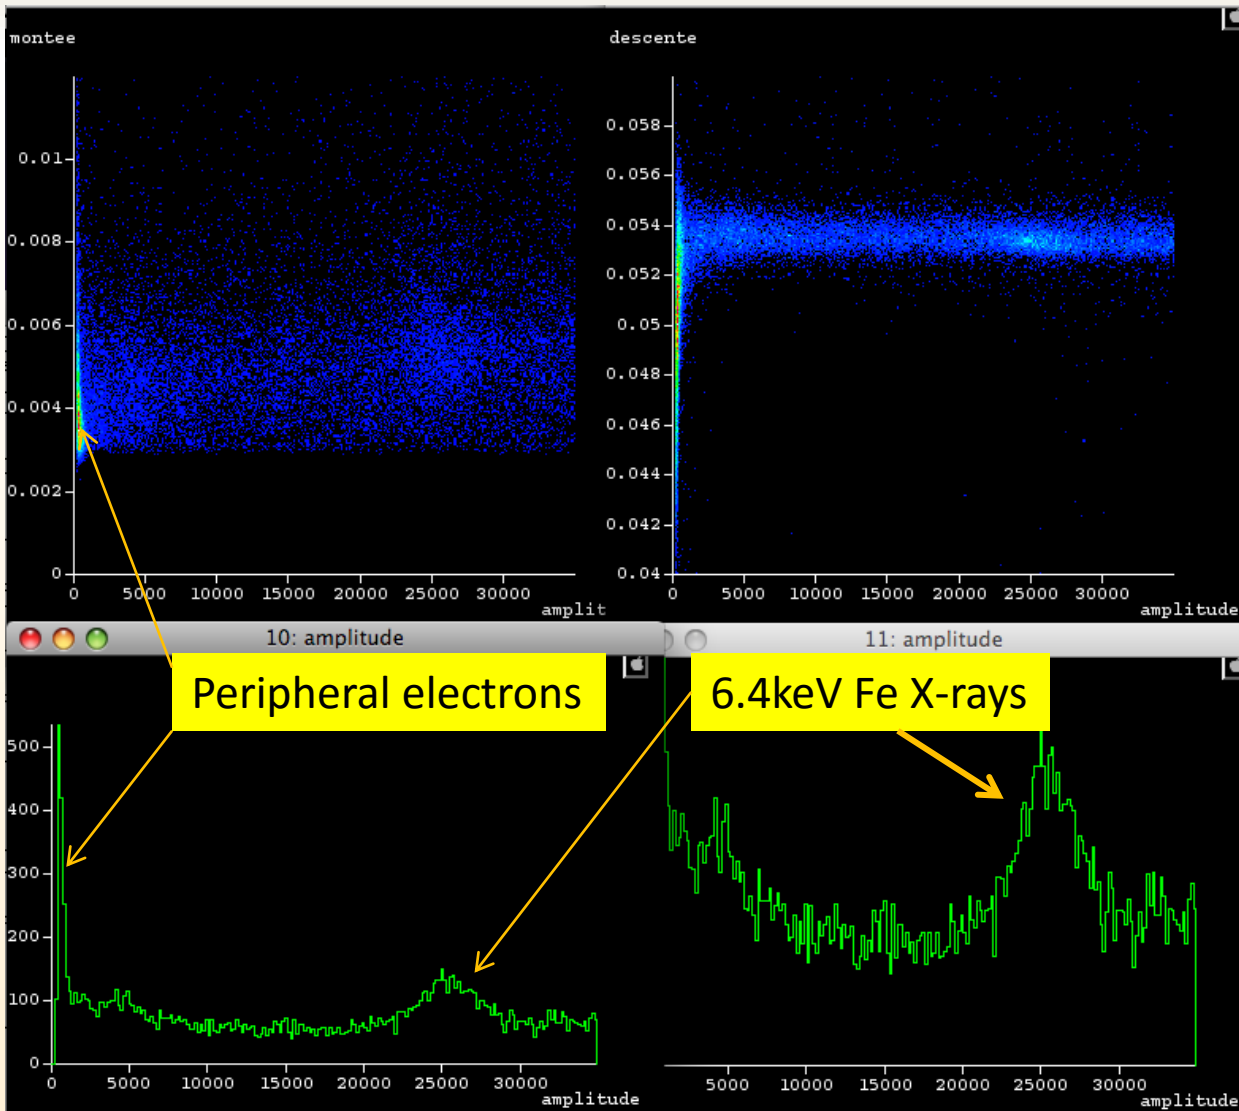 montee
0.01
0.008
0.006
0.004
0.002
0
0 5000 10000 15000 20000 25000 30000
amplit
descente
0.058
0.056
0.054
0.052
0.05
0.048
0.046
0.044
0.042
0.04
0 5000 10000 15000 20000 25000 30000
amplitude
10: amplitude
11: amplitude
Peripheral electrons
6.4keV Fe X-rays
500
400
300
200
100
0
0 5000 10000 15000 20000 25000 30000
amplitude
5000 10000 15000 20000 25000 30000
amplitude